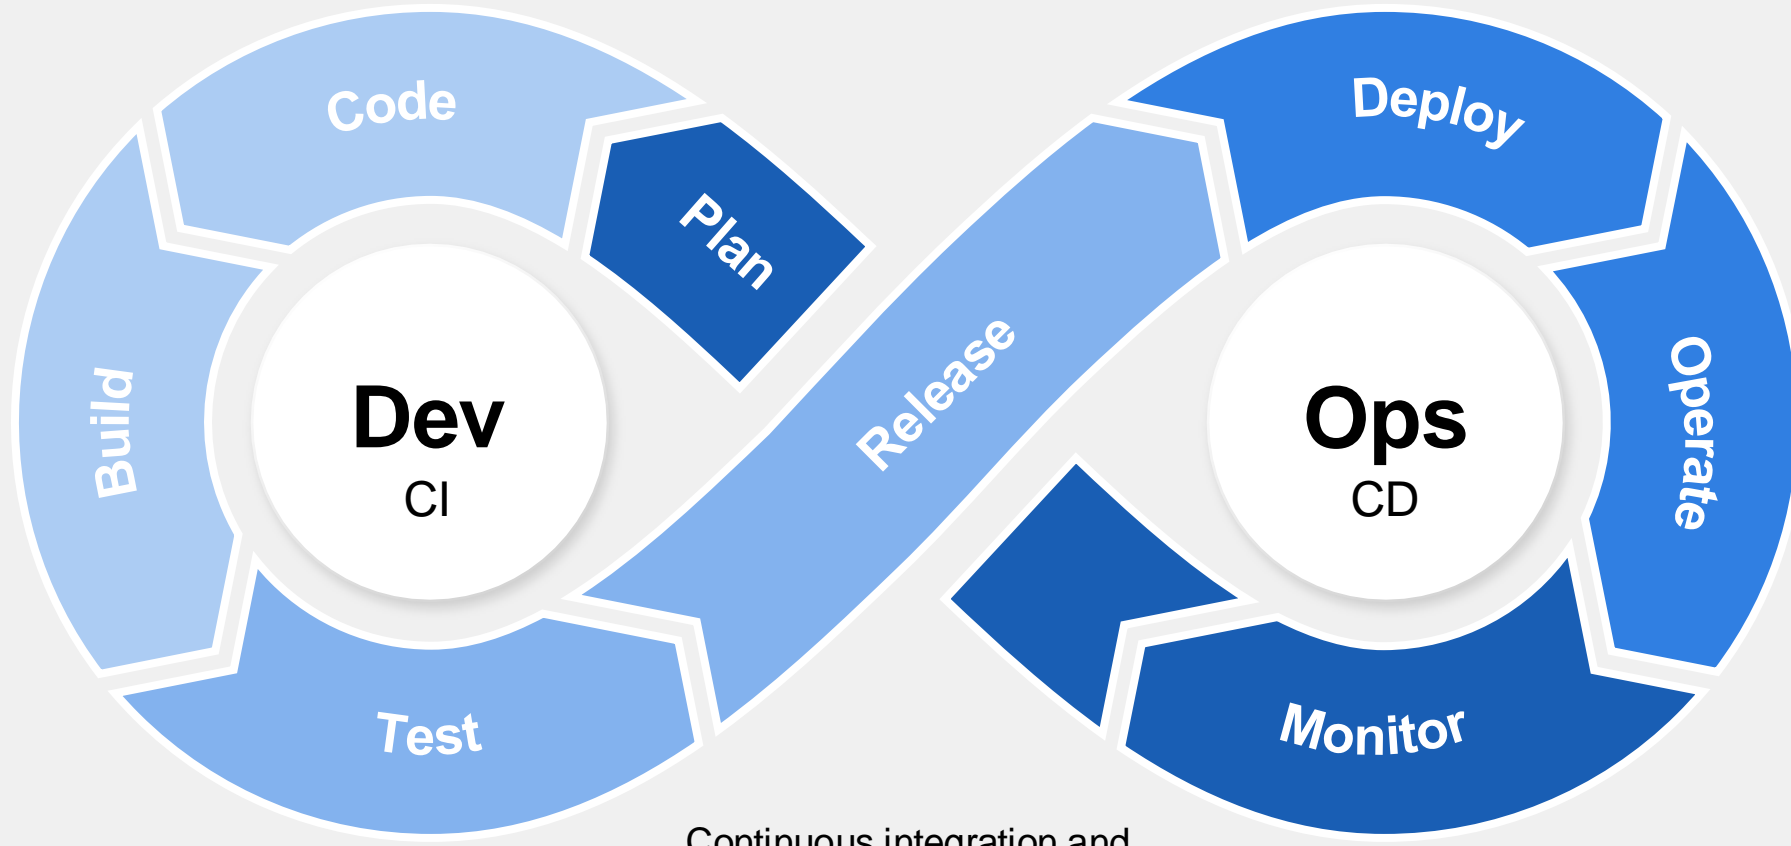 Code
Plan
Build
Test
Release
Dev
CI
Deploy
Operate
Monitor
Ops
CD
Continuous integration and